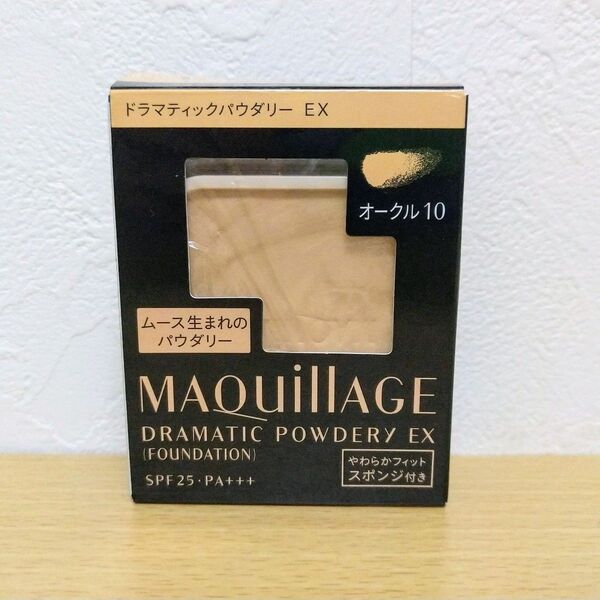 ドラマティックパウダリー EX
オークル10
ムース生まれの
パウダリー
MAQuillAGE
DRAMATIC POWDERY EX
(FOUNDATION)
SPF25・PA+++
やわらかフィット
スポンジ付き